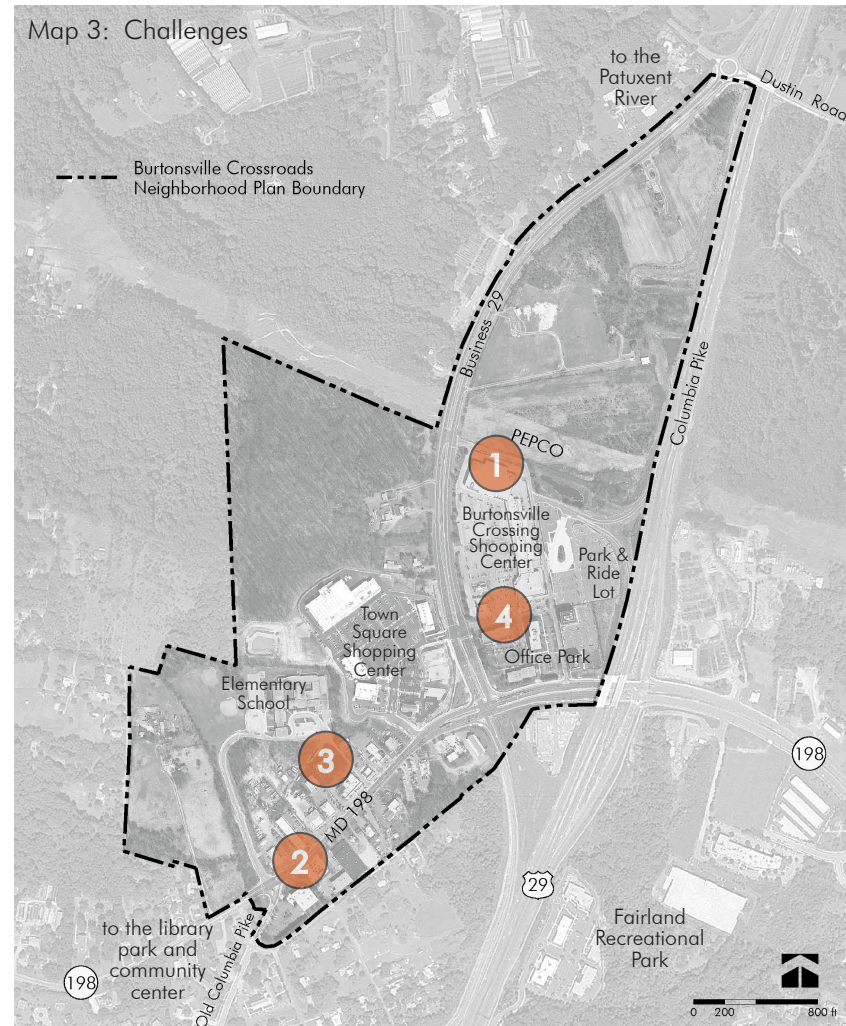 Map 3: Challenges
to the
Patuxent
River
Dustin Road
Burtonsville Crossroads
Neighborhood Plan Boundary
Business 29
Columbia Pike
PEPCO
1
Burtonsville
Crossing
Shooping
Center
Park &
Ride
Lot
4
Office Park
Town
Square
Shopping
Center
Elementary
School
3
MD 198
2
198
29
Fairland
Recreational
Park
to the library
park and
community
center
198
Old Columbia Pike
0 200 800 ft